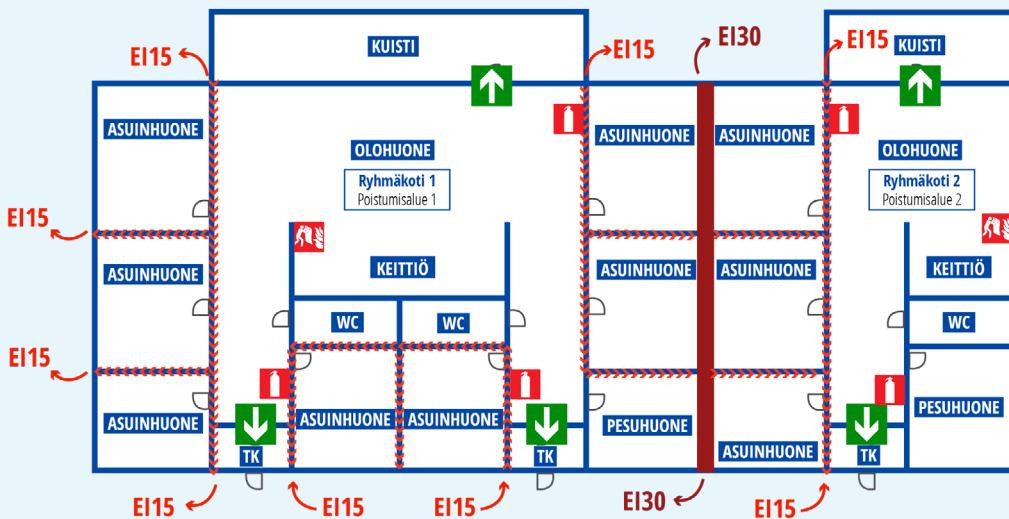 KUISTI
EI15
EI15
EI30
EI15
KUISTI
ASUINHUONE
ASUINHUONE
ASUINHUONE
OLOHUONE
OLOHUONE
Ryhmäkoti 1
Poistumisalue 1
Ryhmäkoti 2
Poistumisalue 2
EI15
ASUINHUONE
KEITTIÖ
ASUINHUONE
ASUINHUONE
KEITTIÖ
WC
WC
WC
EI15
ASUINHUONE
ASUINHUONE
ASUINHUONE
PESUHUONE
ASUINHUONE
PESUHUONE
TK
TK
TK
EI15
EI15
EI15
EI30
EI15